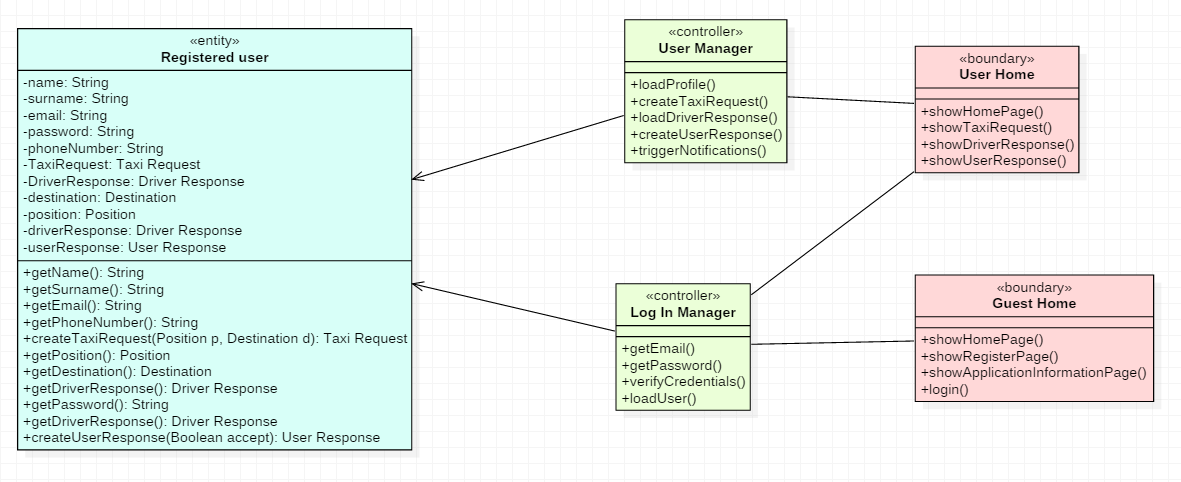 «entity»
Registered user
-name: String
-surname: String
-email: String
-password: String
-phoneNumber: String
-TaxiRequest: Taxi Request
-DriverResponse: Driver Response
-destination: Destination
-position: Position
-driverResponse: Driver Response
-userResponse: User Response
+getName(): String
+getSurname(): String
+getEmail(): String
+getPhoneNumber(): String
+createTaxiRequest(Position p, Destination d): Taxi Request
+getPosition(): Position
+getDestination(): Destination
+getDriverResponse(): Driver Response
+getPassword(): String
+getDriverResponse(): Driver Response
+createUserResponse(Boolean accept): User Response
«controller»
User Manager
+loadProfile()
+createTaxiRequest()
+loadDriverResponse()
+createUserResponse()
+triggerNotifications()
«boundary»
User Home
+showHomePage()
+showTaxiRequest()
+showDriverResponse()
+showUserResponse()
«controller»
Log In Manager
+getEmail()
+getPassword()
+verifyCredentials()
+loadUser()
«boundary»
Guest Home
+showHomePage()
+showRegisterPage()
+showApplicationInformationPage()
+login()